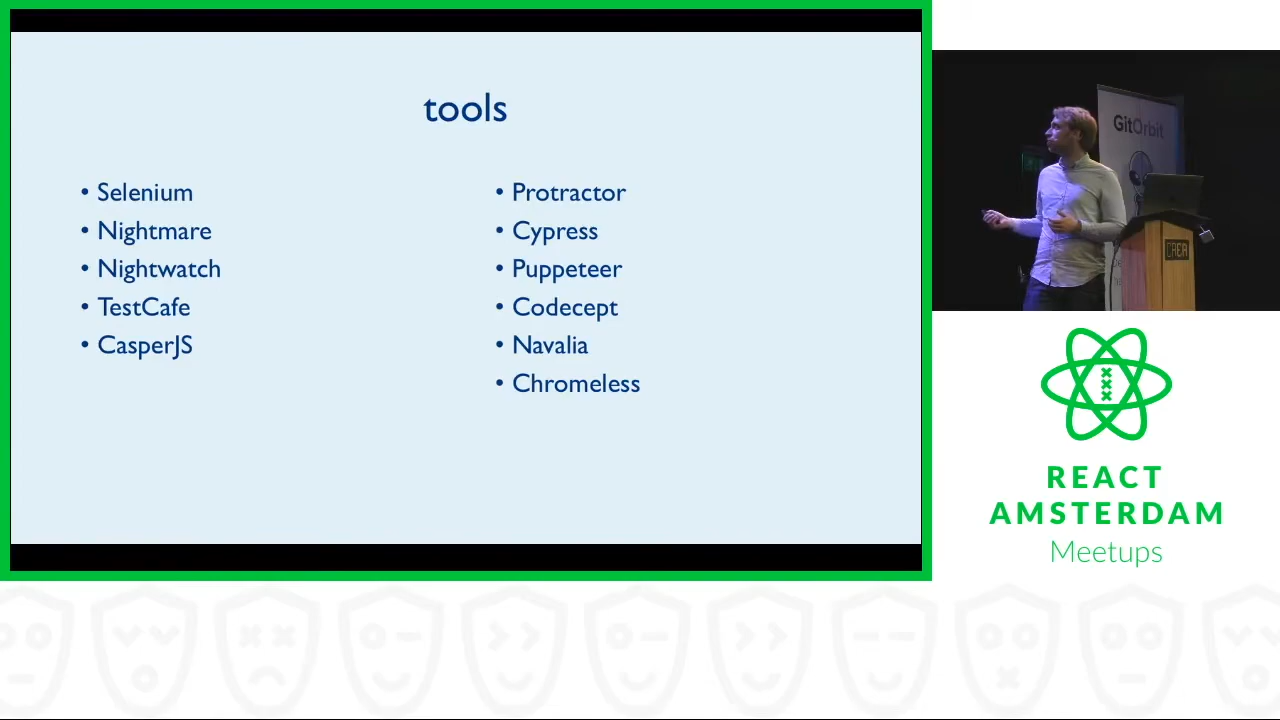 tools
• Selenium
• Nightmare
• Nightwatch
• TestCafe
• CasperJS
• Protractor
• Cypress
• Puppeteer
• Codecept
• Navalia
• Chromeless
GitOrbit
REACT
AMSTERDAM
Meetups